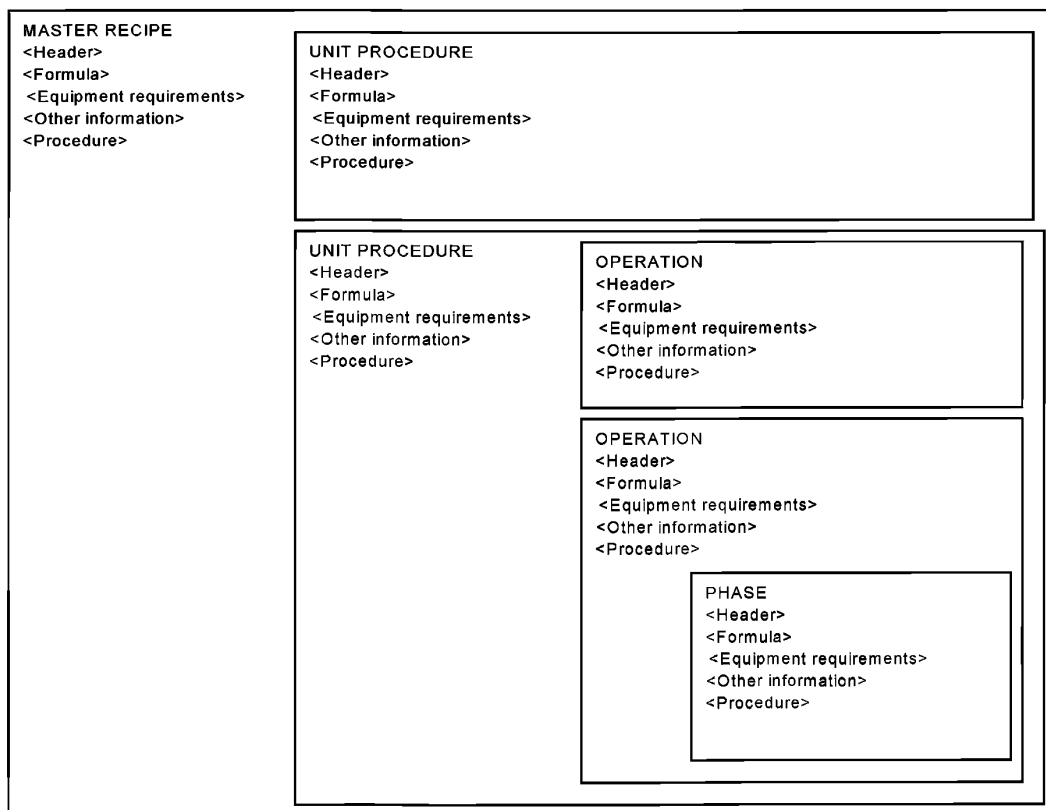 MASTER RECIPE
<Header>
<Formula>
<Equipment requirements>
<Other information>
<Procedure>
UNIT PROCEDURE
<Header>
<Formula>
<Equipment requirements>
<Other information>
<Procedure>
UNIT PROCEDURE
<Header>
<Formula>
<Equipment requirements>
<Other information>
<Procedure>
OPERATION
<Header>
<Formula>
<Equipment requirements>
<Other information>
<Procedure>
OPERATION
<Header>
<Formula>
<Equipment requirements>
<Other information>
<Procedure>
PHASE
<Header>
<Formula>
<Equipment requirements>
<Other information>
<Procedure>